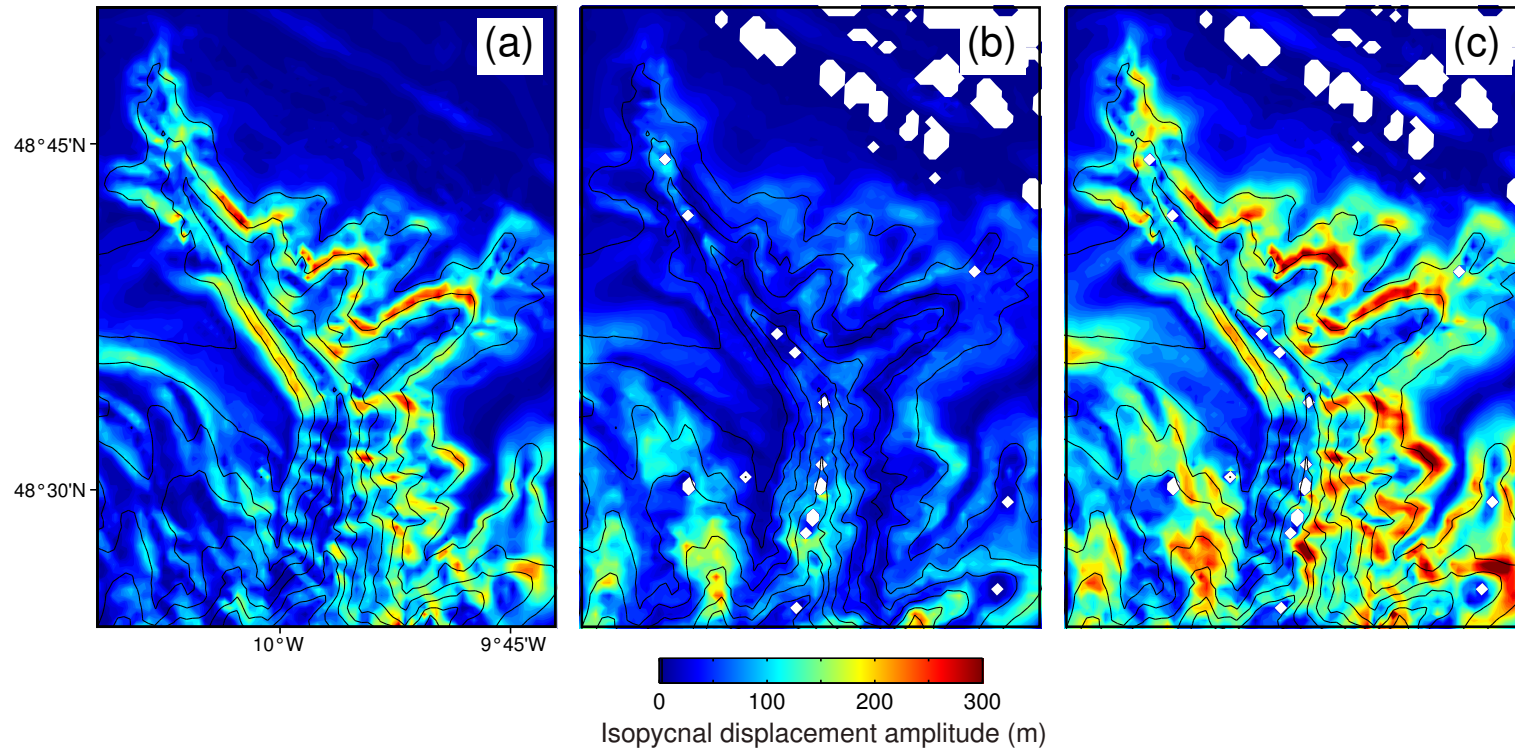 (a)
(b)
(c)
48°45'N
48°30'N
10°W
9°45'W
0
100
200
300
Isopycnal displacement amplitude (m)